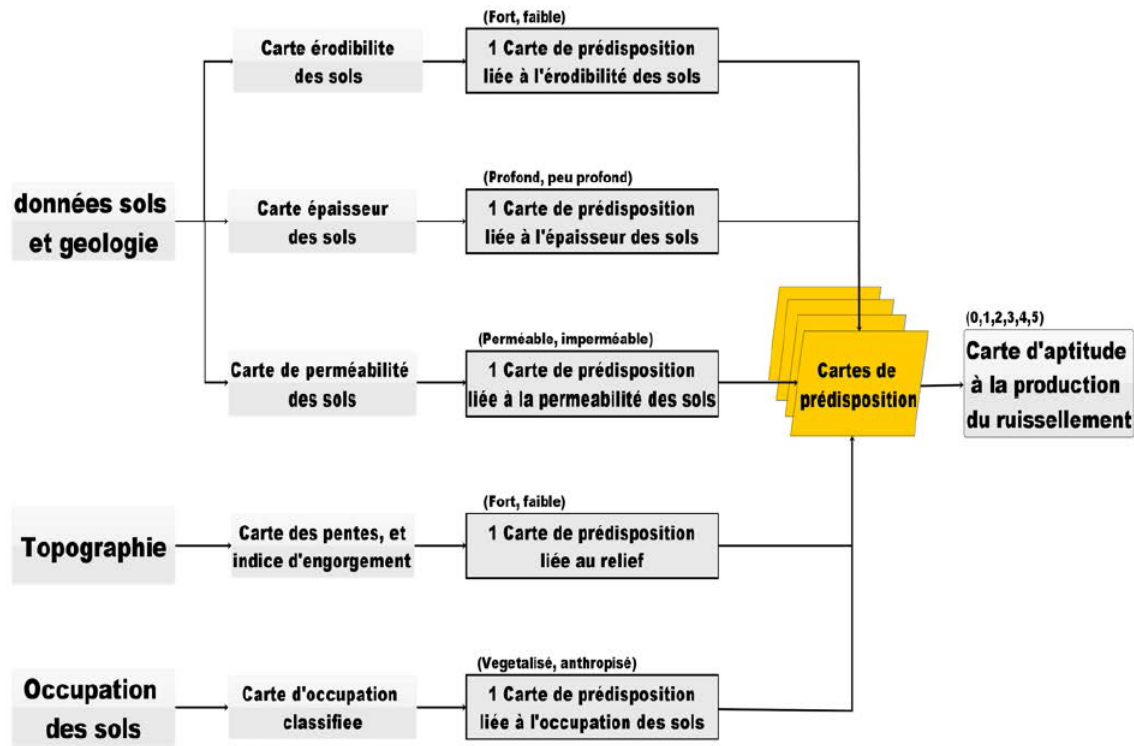 (Fort, faible)
Carte érodibilite
des sols
1 Carte de prédisposition
liée à l'érodibilité des sols
(Profond, peu profond)
données sols
et geologie
Carte épaisseur
des sols
1 Carte de prédisposition
liée à l'épaisseur des sols
(Perméable, imperméable)
Carte de perméabilité
des sols
1 Carte de prédisposition
liée à la permeabilité des sols
Cartes de
prédisposition
(0,1,2,3,4,5)
Carte d'aptitude
à la production
du ruissellement
(Fort, faible)
Topographie
Carte des pentes, et
indice d'engorgement
1 Carte de prédisposition
liée au relief
(Vegetalisé, anthropisé)
Occupation
des sols
Carte d'occupation
classifiee
1 Carte de prédisposition
liée à l'occupation des sols